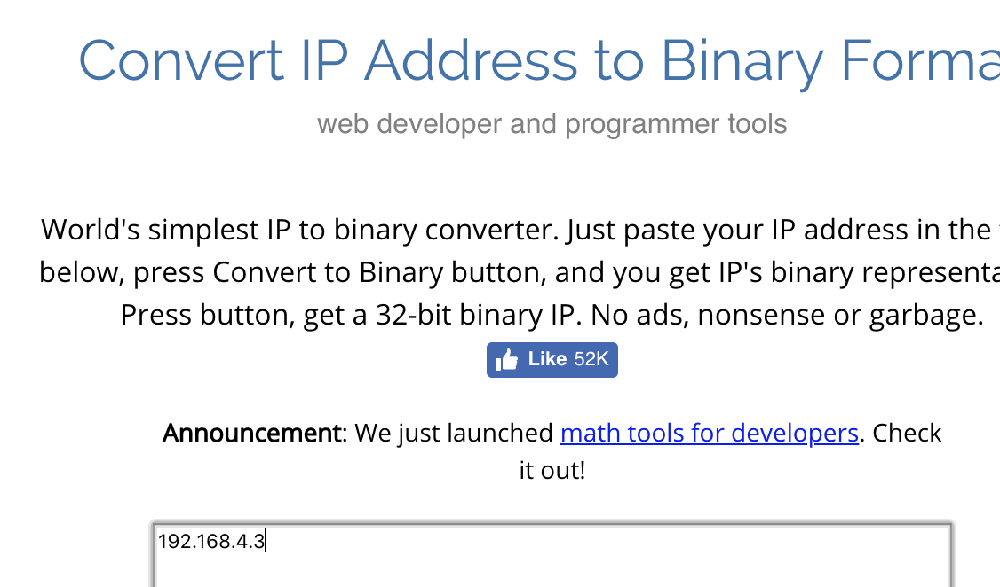 Convert IP Address to Binary Forma
web developer and programmer tools
World's simplest IP to binary converter. Just paste your IP address in the
below, press Convert to Binary button, and you get IP's binary representa
Press button, get a 32-bit binary IP. No ads, nonsense or garbage.
Like 52K
Announcement: We just launched math tools for developers. Check
it out!
192.168.4.3